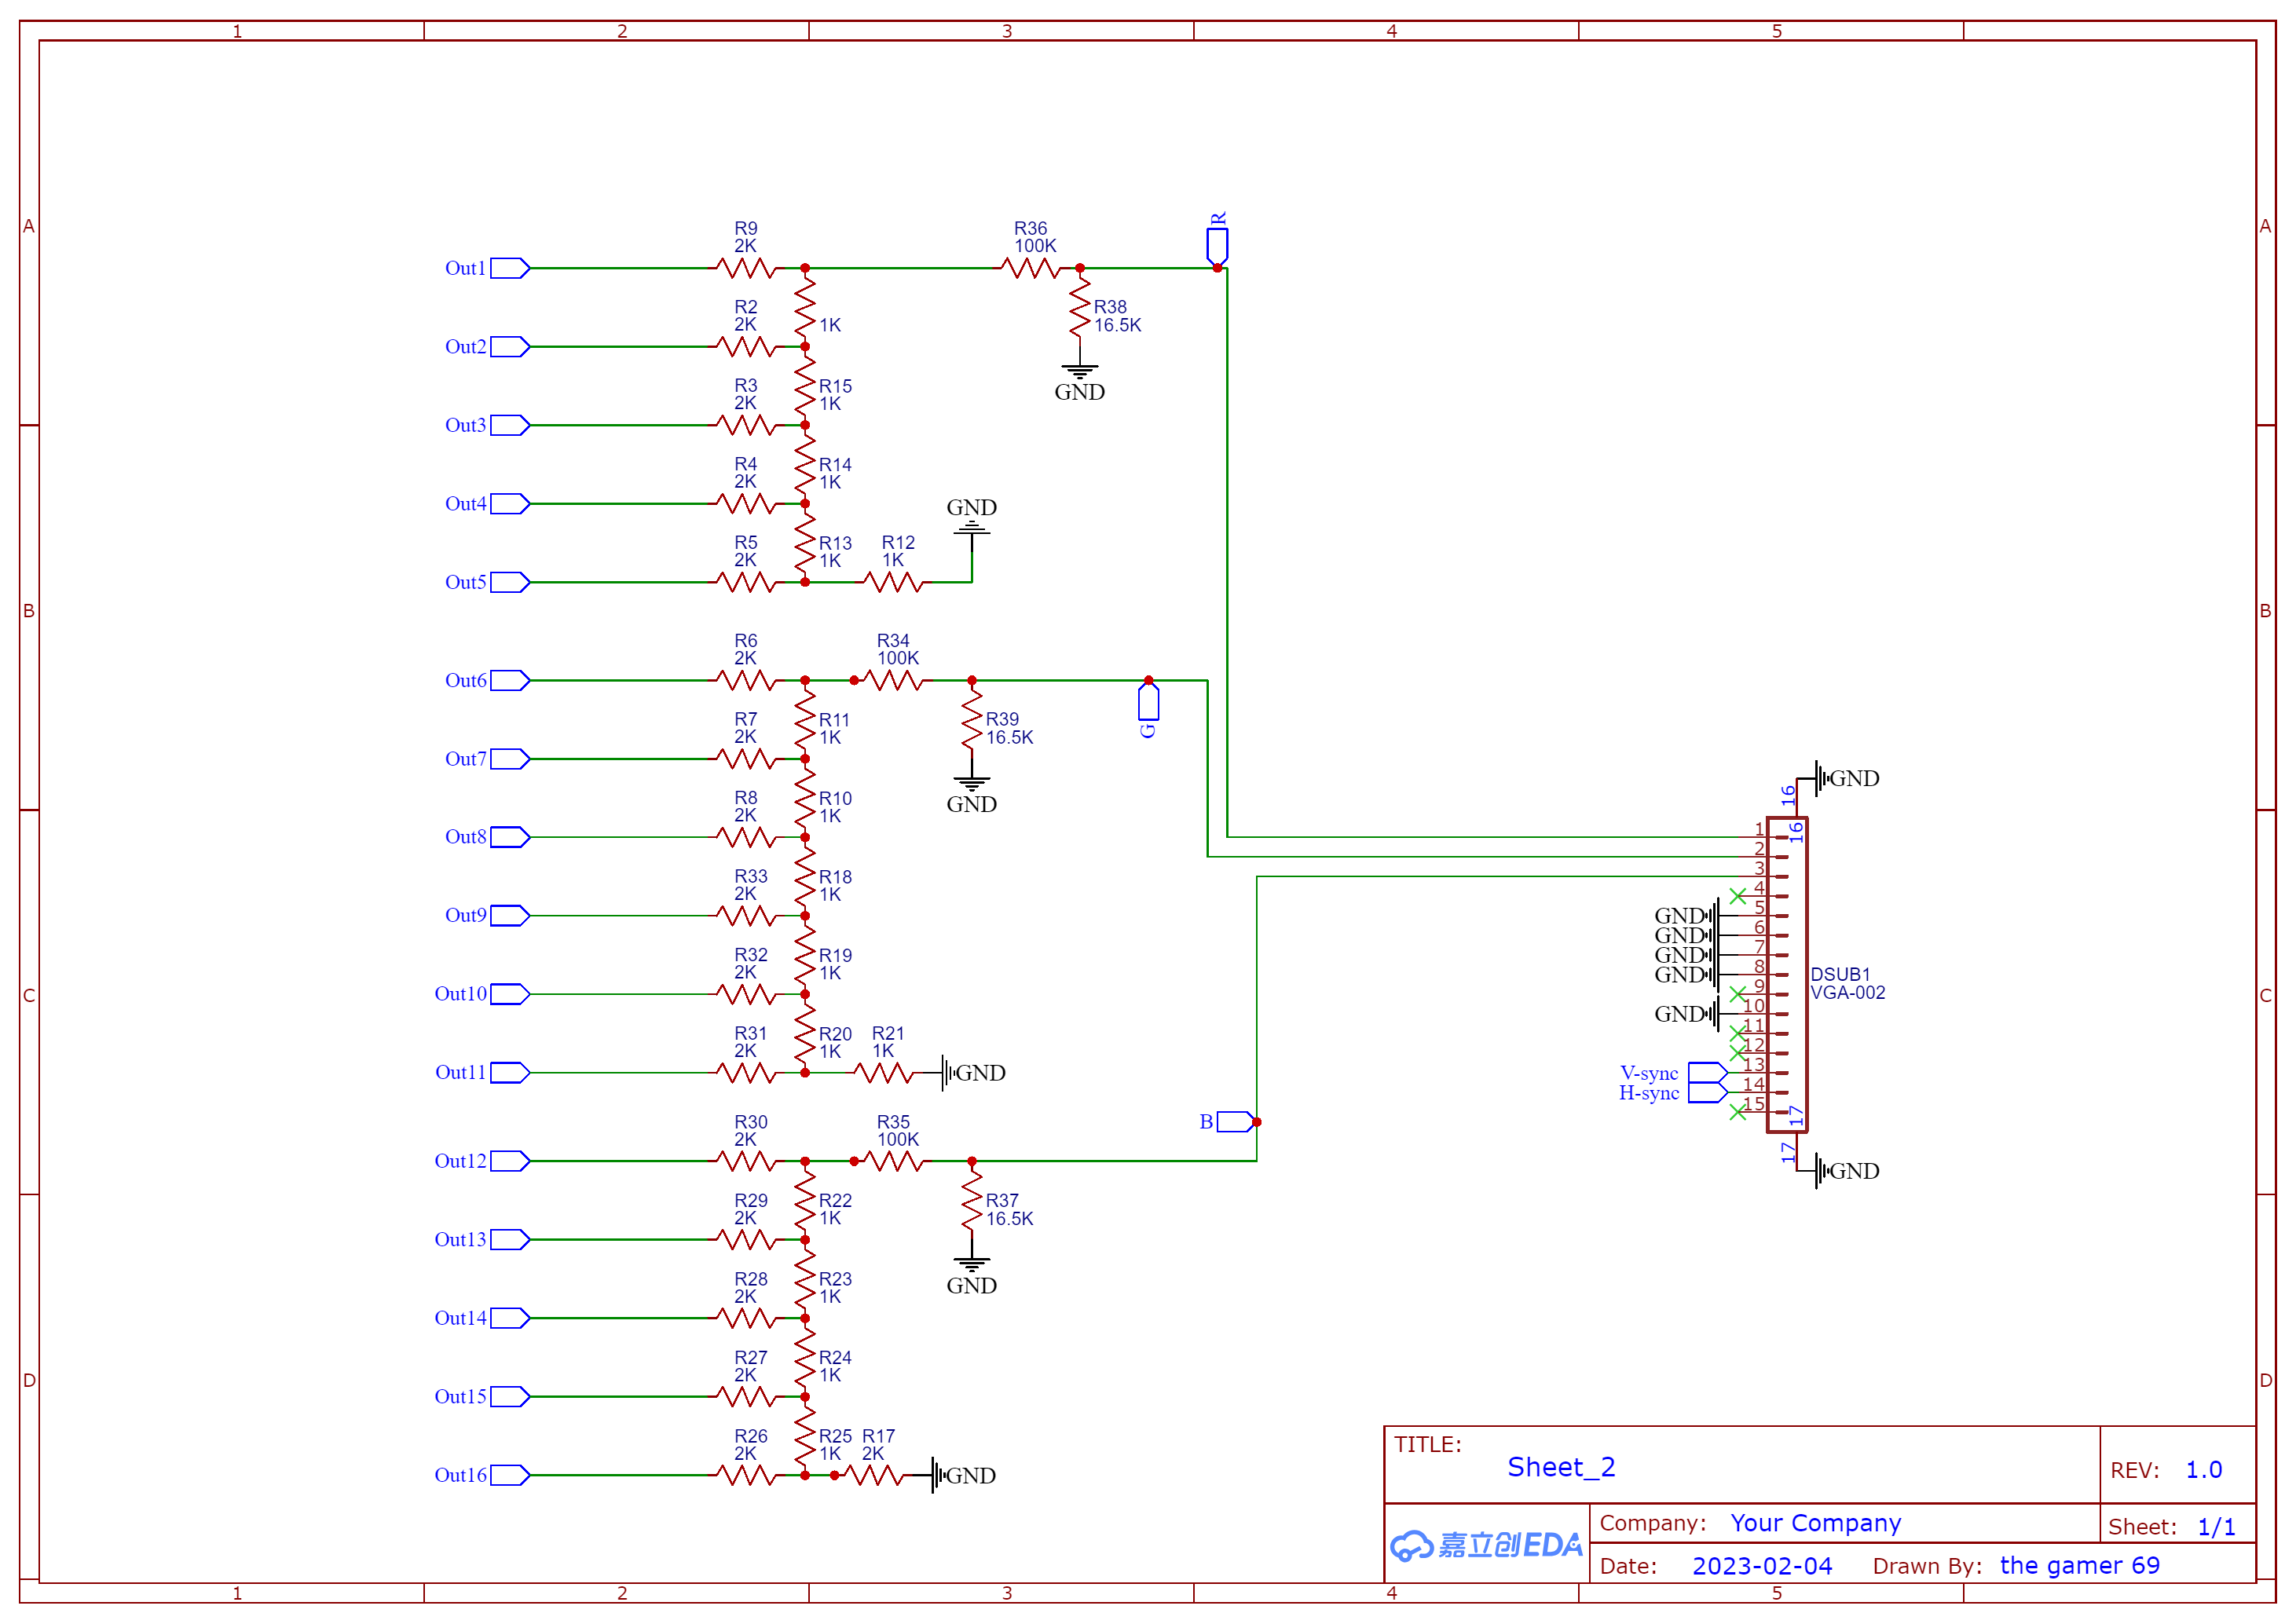 1 2 3 4 5
A A
B B
C C
D D
R
R9
2K
R36
100K
Out1
R2
2K
1K
R38
16.5K
Out2
GND
R3
2K
R15
1K
Out3
R4
2K
R14
1K
Out4
GND
R5
2K
R13
1K
R12
1K
Out5
R6
2K
R34
100K
Out6
R7
2K
R11
1K
R39
16.5K
G
Out7
GND
R8
2K
R10
1K
Out8
R33
2K
R18
1K
Out9
R32
2K
R19
1K
Out10
R31
2K
R20
1K
R21
1K
Out11
GND
R30
2K
R35
100K
B
Out12
R29
2K
R22
1K
R37
16.5K
Out13
GND
R28
2K
R23
1K
Out14
R27
2K
R24
1K
Out15
R26
2K
R25
1K
R17
2K
Out16
GND
GND
16
16
1
2
3
4
GND 5
GND 6
GND 7
GND 8
9
GND 10
11
12
V-sync 13
H-sync 14
15
17
17
GND
DSUB1
VGA-002
TITLE:
Sheet_2
REV: 1.0
嘉立创EDA
Company: Your Company
Sheet: 1/1
Date: 2023-02-04 Drawn By: the gamer 69
1 2 3 4 5